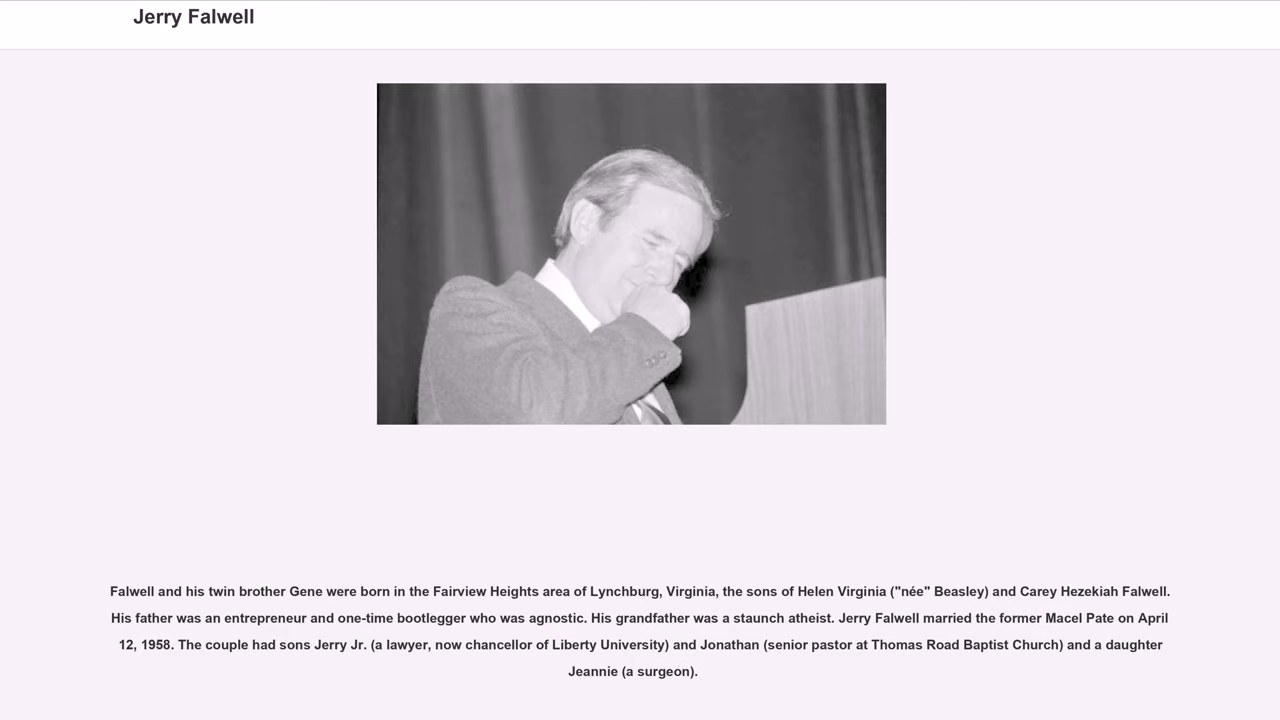 Jerry Falwell
Falwell and his twin brother Gene were born in the Fairview Heights area of Lynchburg, Virginia, the sons of Helen Virginia ("née" Beasley) and Carey Hezekiah Falwell.
His father was an entrepreneur and one-time bootlegger who was agnostic. His grandfather was a staunch atheist. Jerry Falwell married the former Macel Pate on April
12, 1958. The couple had sons Jerry Jr. (a lawyer, now chancellor of Liberty University) and Jonathan (senior pastor at Thomas Road Baptist Church) and a daughter
Jeannie (a surgeon).